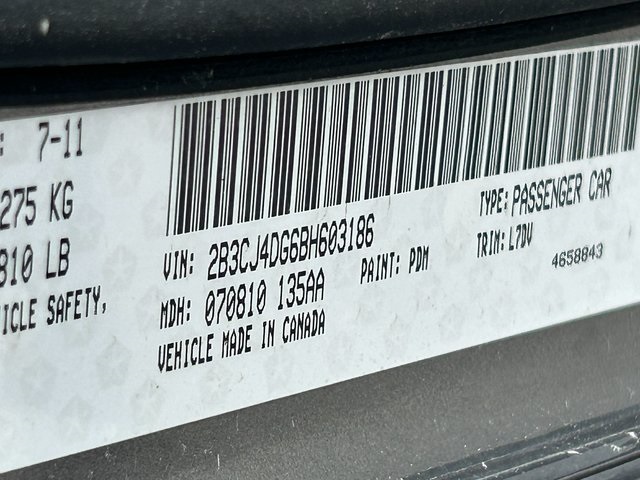 : 7-11
275 KG
810 LB
ICLE SAFETY,
VIN: 2B3CJ4DG6BH603186
MDH: 070810 135AA
VEHICLE MADE IN CANADA
PAINT: PDM
TYPE: PASSENGER CAR
TRIM: L7DV
4658843